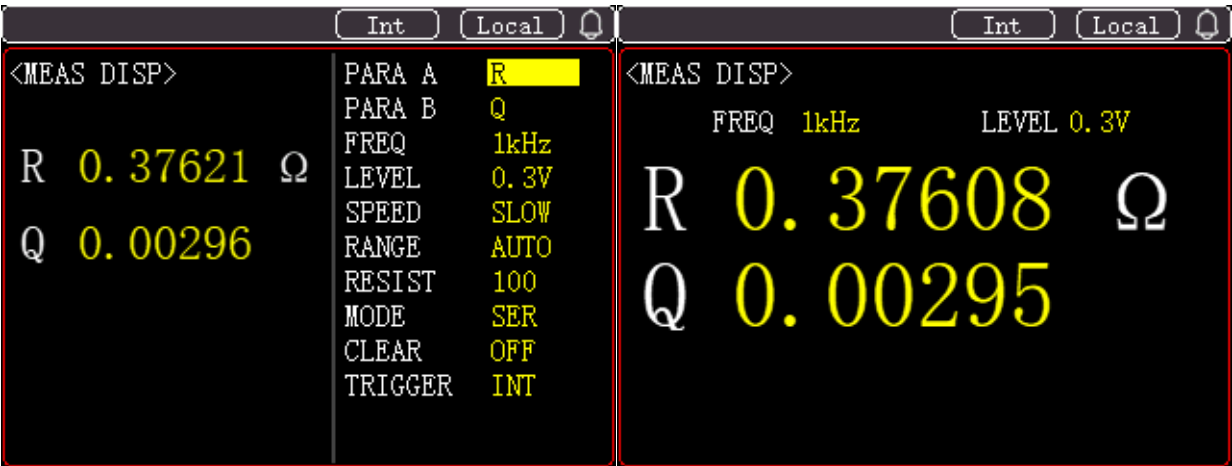 Int Local
<MEAS DISP>
R 0.37621 Ω
Q 0.00296
PARA A R
PARA B Q
FREQ 1kHz
LEVEL 0.3V
SPEED SLOW
RANGE AUTO
RESIST 100
MODE SER
CLEAR OFF
TRIGGER INT
Int Local
<MEAS DISP>
FREQ 1kHz LEVEL 0.3V
R 0.37608 Ω
Q 0.00295